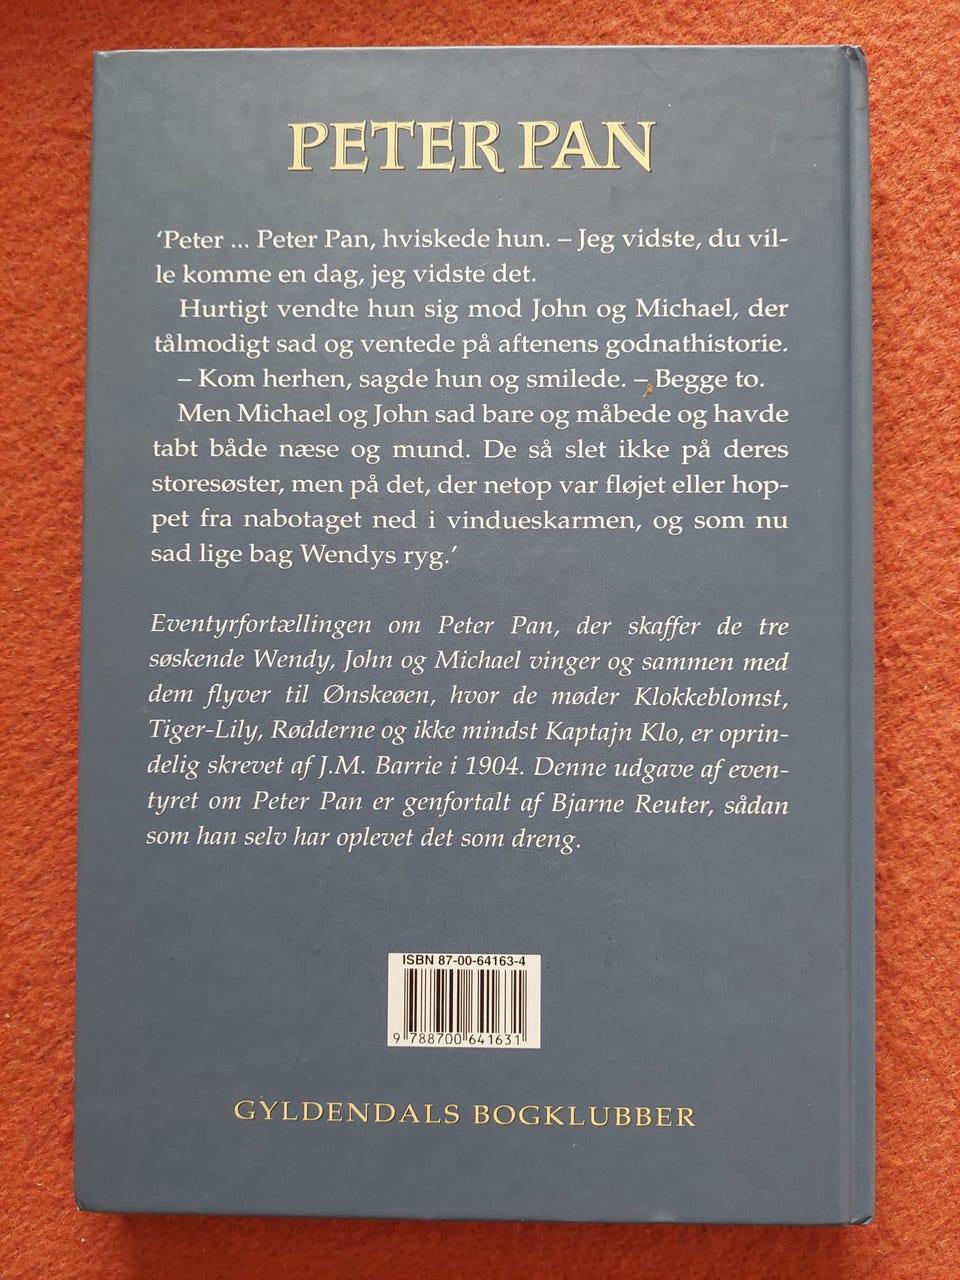 PETER PAN
‘Peter ... Peter Pan, hviskede hun. – Jeg vidste, du vil-
le komme en dag, jeg vidste det.
Hurtigt vendte hun sig mod John og Michael, der
tålmodigt sad og ventede på aftenens godnathistorie.
– Kom herhen, sagde hun og smilede. – Begge to.
Men Michael og John sad bare og måbede og havde
tabt både næse og mund. De så slet ikke på deres
storesøster, men på det, der netop var fløjet eller hop-
pet fra nabotaget ned i vindueskarmen, og som nu
sad lige bag Wendys ryg.’
Eventyrfortællingen om Peter Pan, der skaffer de tre
søskende Wendy, John og Michael vinger og sammen med
dem flyver til Ønskeøen, hvor de møder Klokkeblomst,
Tiger-Lily, Rødderne og ikke mindst Kaptajn Klo, er oprin-
delig skrevet af J.M. Barrie i 1904. Denne udgave af even-
tyret om Peter Pan er genfortalt af Bjarne Reuter, sådan
som han selv har oplevet det som dreng.
ISBN 87-00-64163-4
9 788700 641631
GYLDENDALS BOGKLUBBER